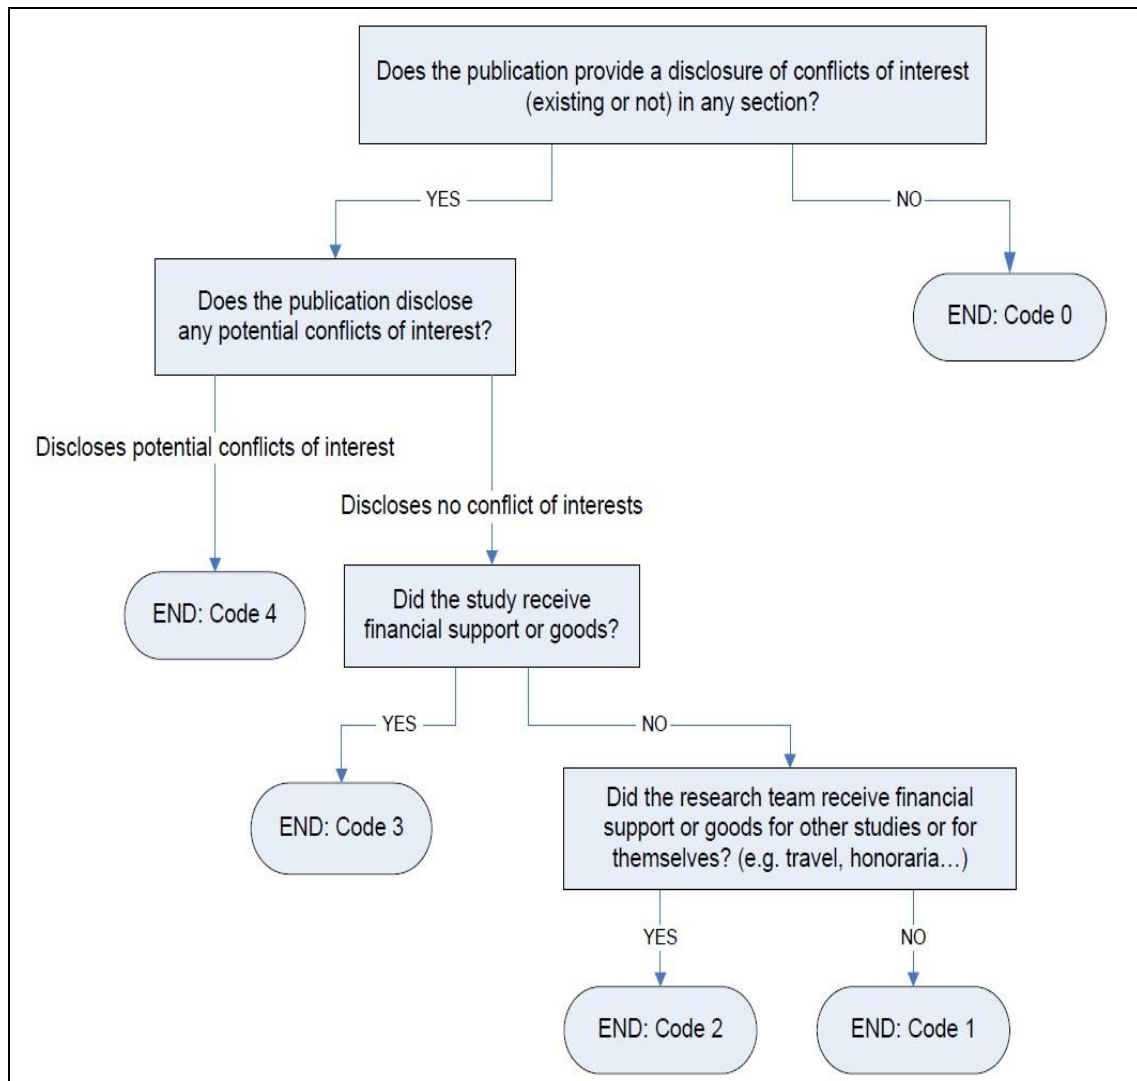 Does the publication provide a disclosure of conflicts of interest
(existing or not) in any section?
YES
NO
Does the publication disclose
any potential conflicts of interest?
END: Code 0
Discloses potential conflicts of interest
Discloses no conflict of interests
END: Code 4
Did the study receive
financial support or goods?
YES
NO
END: Code 3
Did the research team receive financial
support or goods for other studies or for
themselves? (e.g. travel, honoraria…)
YES
NO
END: Code 2
END: Code 1